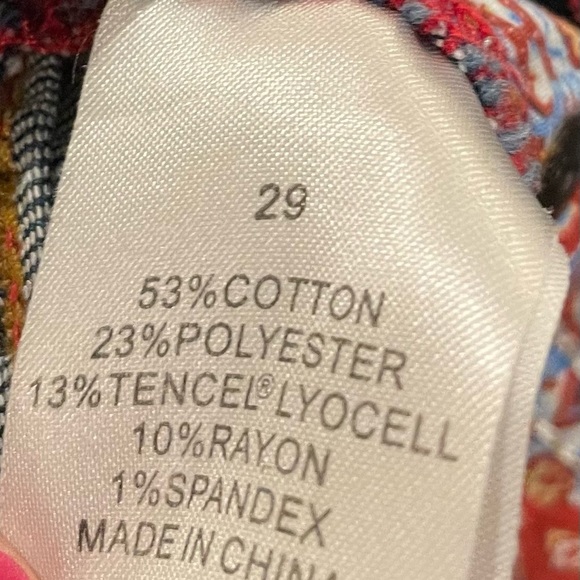 29
53%COTTON
23%POLYESTER
13%TENCEL®LYOCELL
10%RAYON
1%SPANDEX
MADE IN CHINA